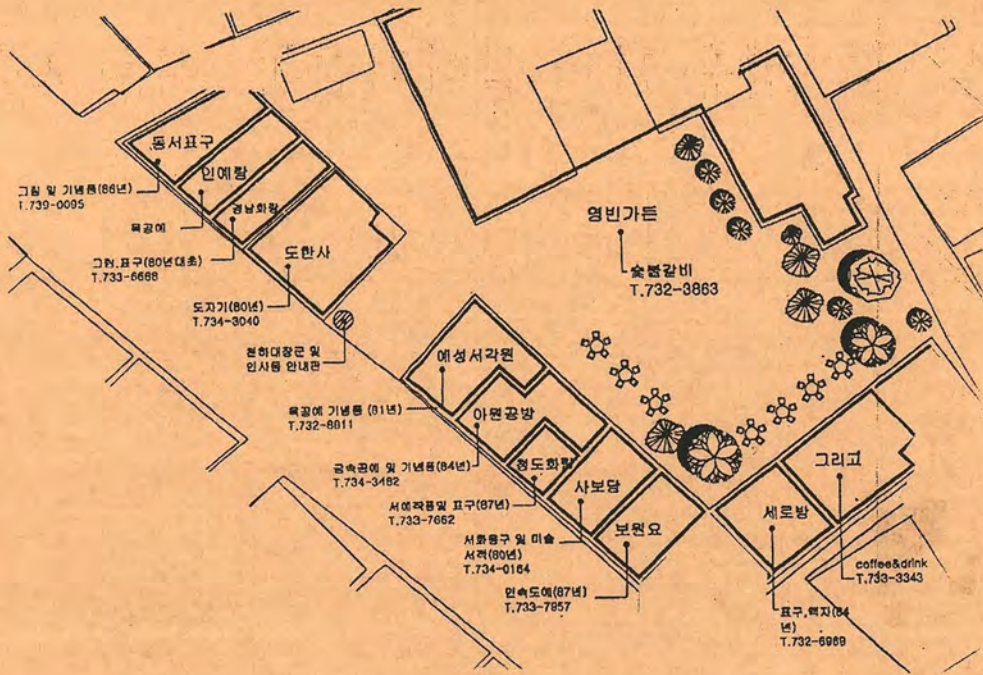 동서표구
그림 및 기념품(86년)
T.739-0095
인예랑
목공예
경남화랑
그림,표구(80년대초)
T.733-6688
도한사
도자기(80년)
T.734-3040
천하대장군 및
인사동 안내판
영빈가든
숯불갈비
T.732-3863
예성서각원
목공예 기념품 (81년)
T.732-8811
아원공방
금속공예 및 기념품(84년)
T.734-3482
청도화랑
서예작품및 표구(87년)
T.733-7662
사보당
서화용구 및 미술
서적(80년)
T.734-0164
보원요
민속도예(87년)
T.733-7957
세로방
표구,액자(84
년)
T.732-6969
그리고
coffee&drink
T.733-3343